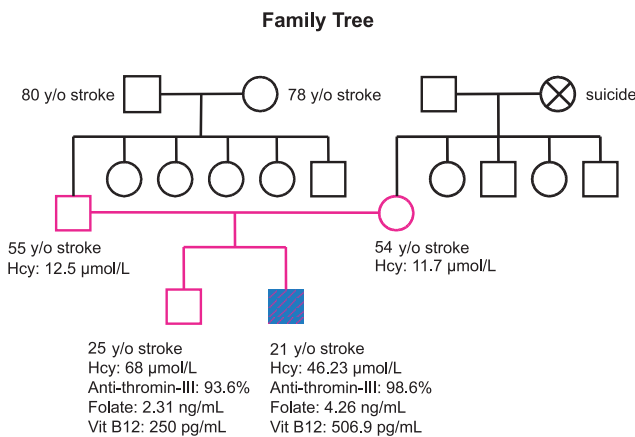 Family Tree
80 y/o stroke
78 y/o stroke
suicide
55 y/o stroke
Hcy: 12.5 μmol/L
54 y/o stroke
Hcy: 11.7 μmol/L
25 y/o stroke
Hcy: 68 μmol/L
Anti-thromin-III: 93.6%
Folate: 2.31 ng/mL
Vit B12: 250 pg/mL
21 y/o stroke
Hcy: 46.23 μmol/L
Anti-thromin-III: 98.6%
Folate: 4.26 ng/mL
Vit B12: 506.9 pg/mL